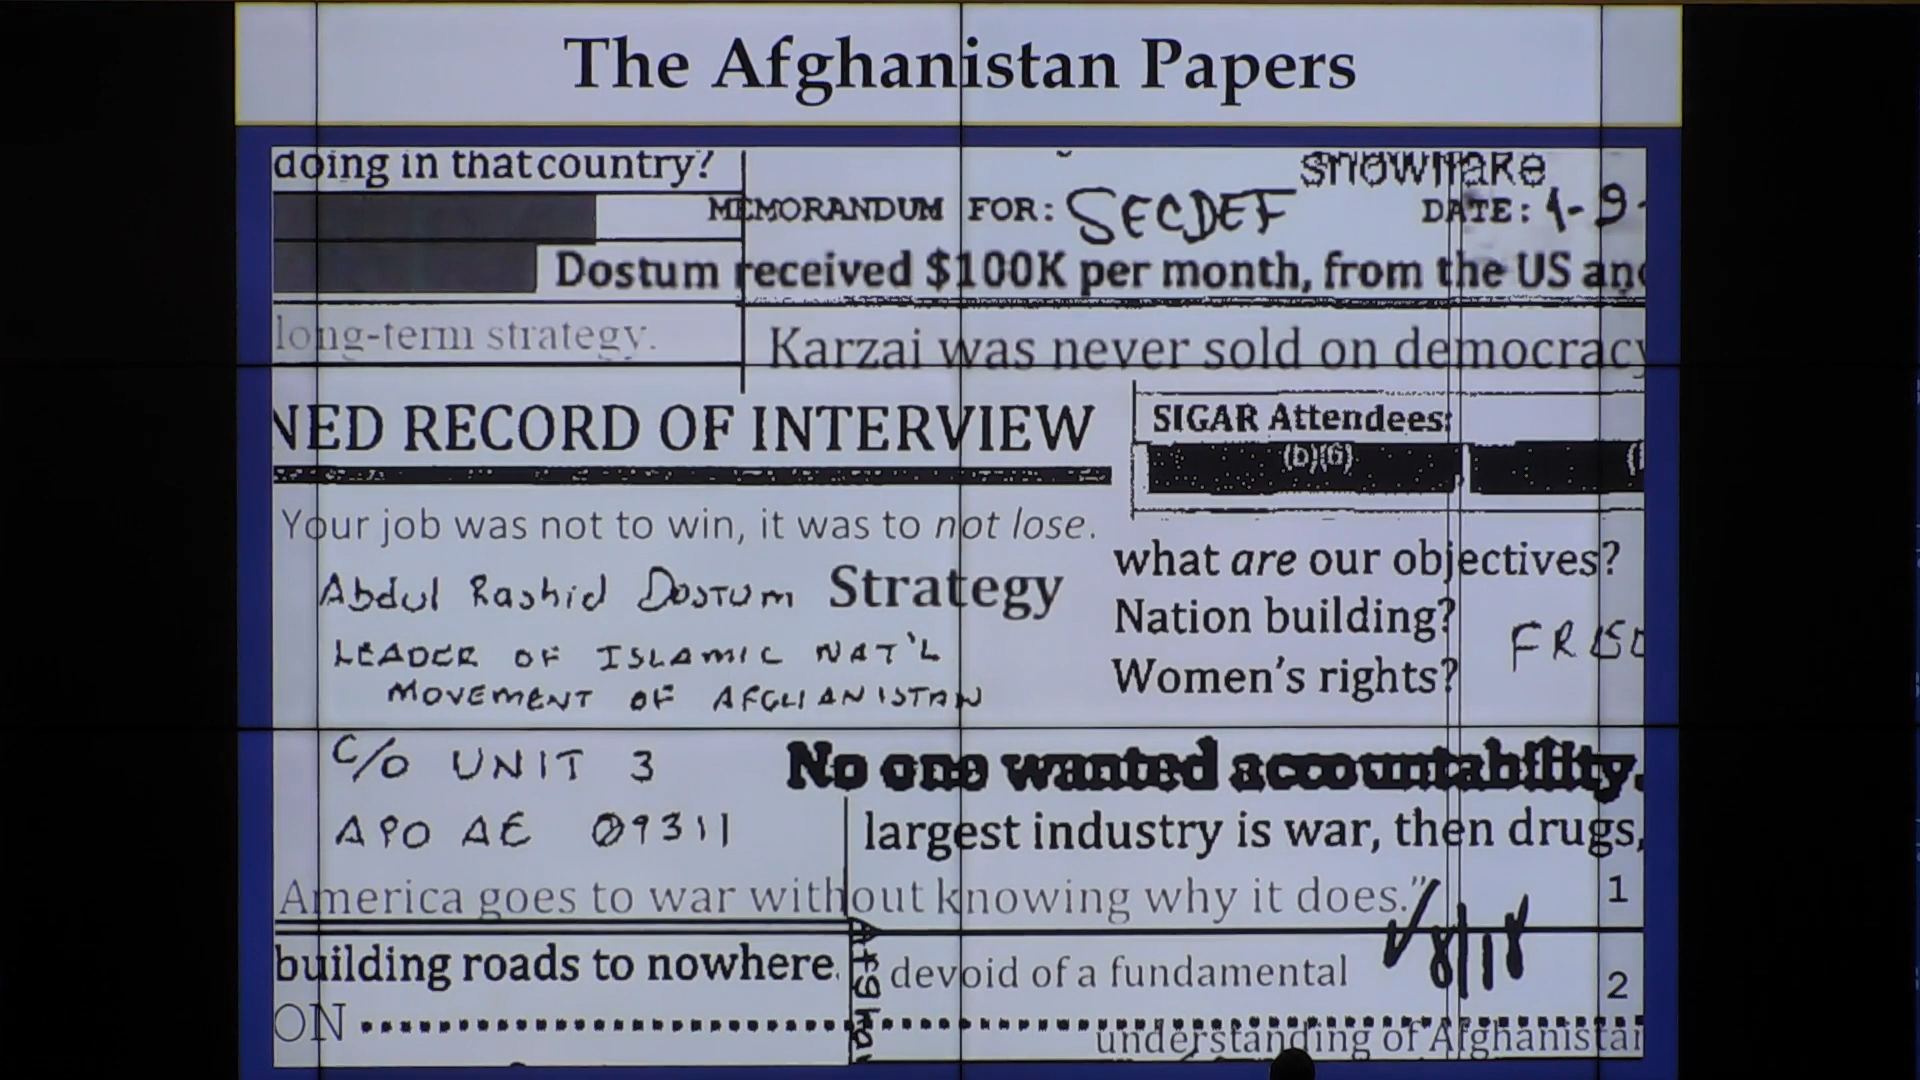 The Afghanistan Papers
doing in that country?
snowflake
MEMORANDUM FOR: SECDEF DATE: 1-9-
Dostum received $100K per month, from the US and
long-term strategy.
Karzai was never sold on democracy
NED RECORD OF INTERVIEW
SIGAR Attendees:
(b)(6)
Your job was not to win, it was to not lose.
what are our objectives?
Abdul Rashid Dostum Strategy
Nation building?
LEADER OF ISLAMIC NAT'L
Women's rights?
MOVEMENT OF AFGHANISTAN
C/O UNIT 3
No one wanted accountability.
APO AE 09311
largest industry is war, then drugs,
America goes to war without knowing why it does."
1
8/18
building roads to nowhere.
devoid of a fundamental
2
ON
Afghan
understanding of Afghanistan